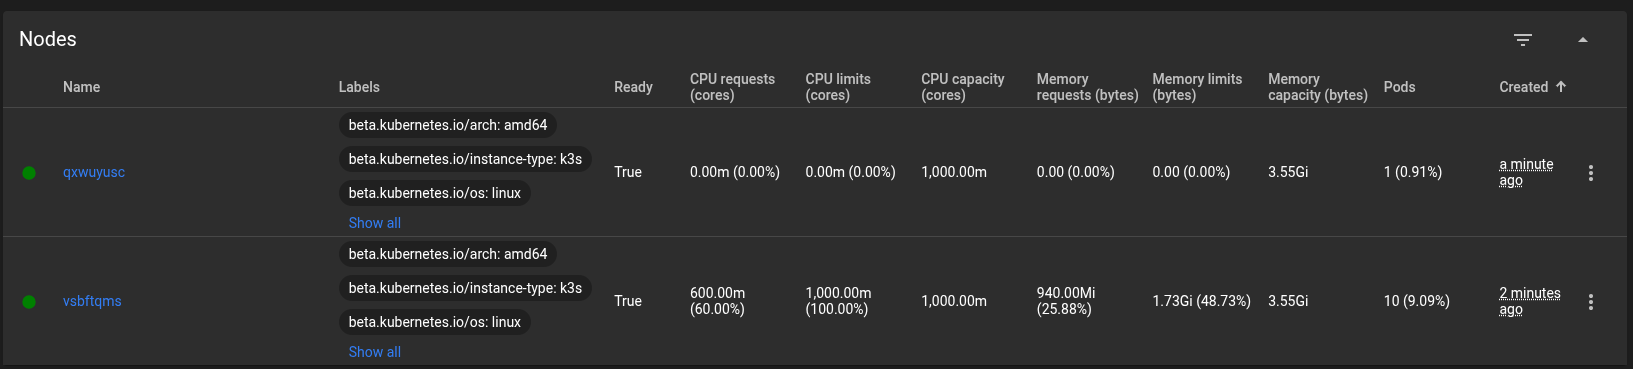 Nodes
Name Labels Ready CPU requests (cores) CPU limits (cores) CPU capacity (cores) Memory requests (bytes) Memory limits (bytes) Memory capacity (bytes) Pods Created
beta.kubernetes.io/arch: amd64
beta.kubernetes.io/instance-type: k3s
qxwuyusc True 0.00m (0.00%) 0.00m (0.00%) 1,000.00m 0.00 (0.00%) 0.00 (0.00%) 3.55Gi 1 (0.91%) a minute ago
beta.kubernetes.io/os: linux
Show all
beta.kubernetes.io/arch: amd64
beta.kubernetes.io/instance-type: k3s
vsbftqms True 600.00m (60.00%) 1,000.00m (100.00%) 1,000.00m 940.00Mi (25.88%) 1.73Gi (48.73%) 3.55Gi 10 (9.09%) 2 minutes ago
beta.kubernetes.io/os: linux
Show all